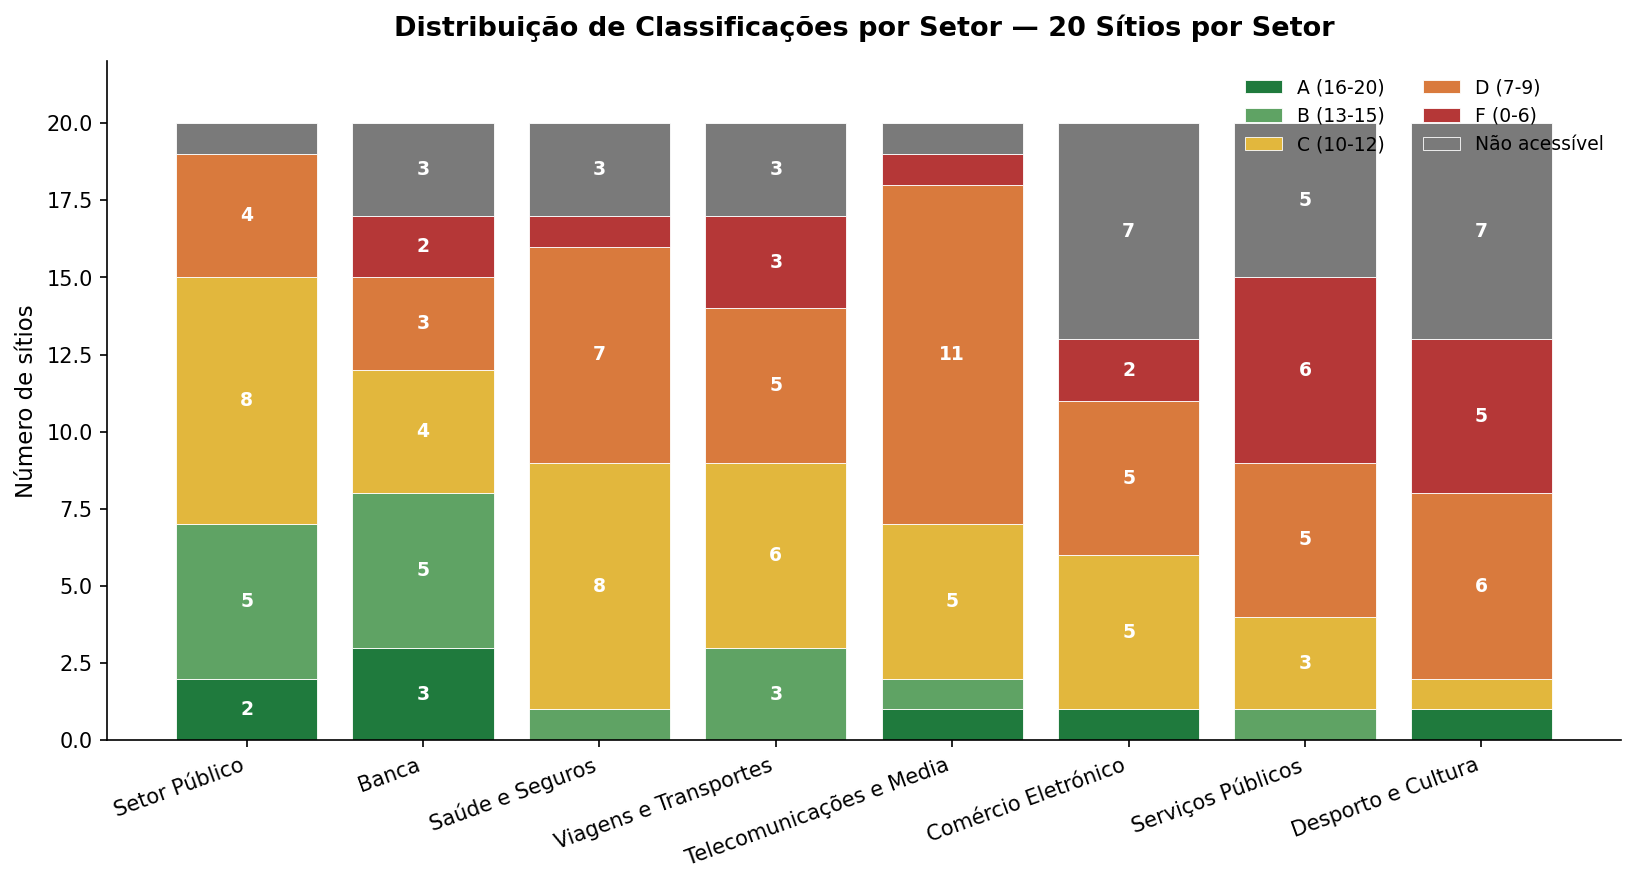 Distribuição de Classificações por Setor — 20 Sítios por Setor
A (16-20)
B (13-15)
C (10-12)
D (7-9)
F (0-6)
Não acessível
Número de sítios
20.0
17.5
15.0
12.5
10.0
7.5
5.0
2.5
0.0
4
8
5
2
3
2
3
4
5
3
3
7
8
3
3
5
6
3
11
5
7
2
5
5
5
6
5
3
7
5
6
Setor Público
Banca
Saúde e Seguros
Viagens e Transportes
Telecomunicações e Media
Comércio Eletrónico
Serviços Públicos
Desporto e Cultura